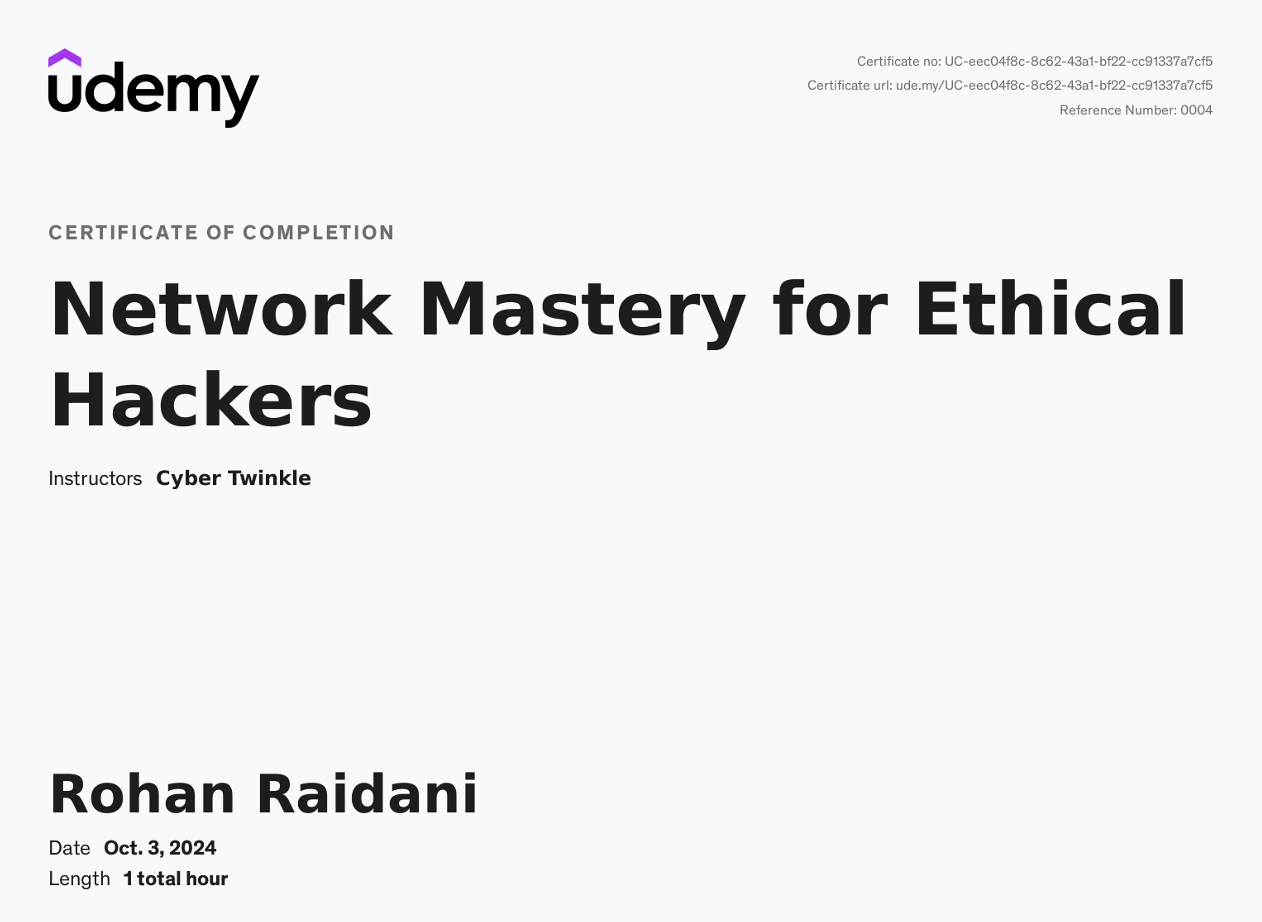 udemy
Certificate no: UC-eec04f8c-8c62-43a1-bf22-cc91337a7cf5
Certificate url: ude.my/UC-eec04f8c-8c62-43a1-bf22-cc91337a7cf5
Reference Number: 0004
CERTIFICATE OF COMPLETION
Network Mastery for Ethical
Hackers
Instructors Cyber Twinkle
Rohan Raidani
Date Oct. 3, 2024
Length 1 total hour